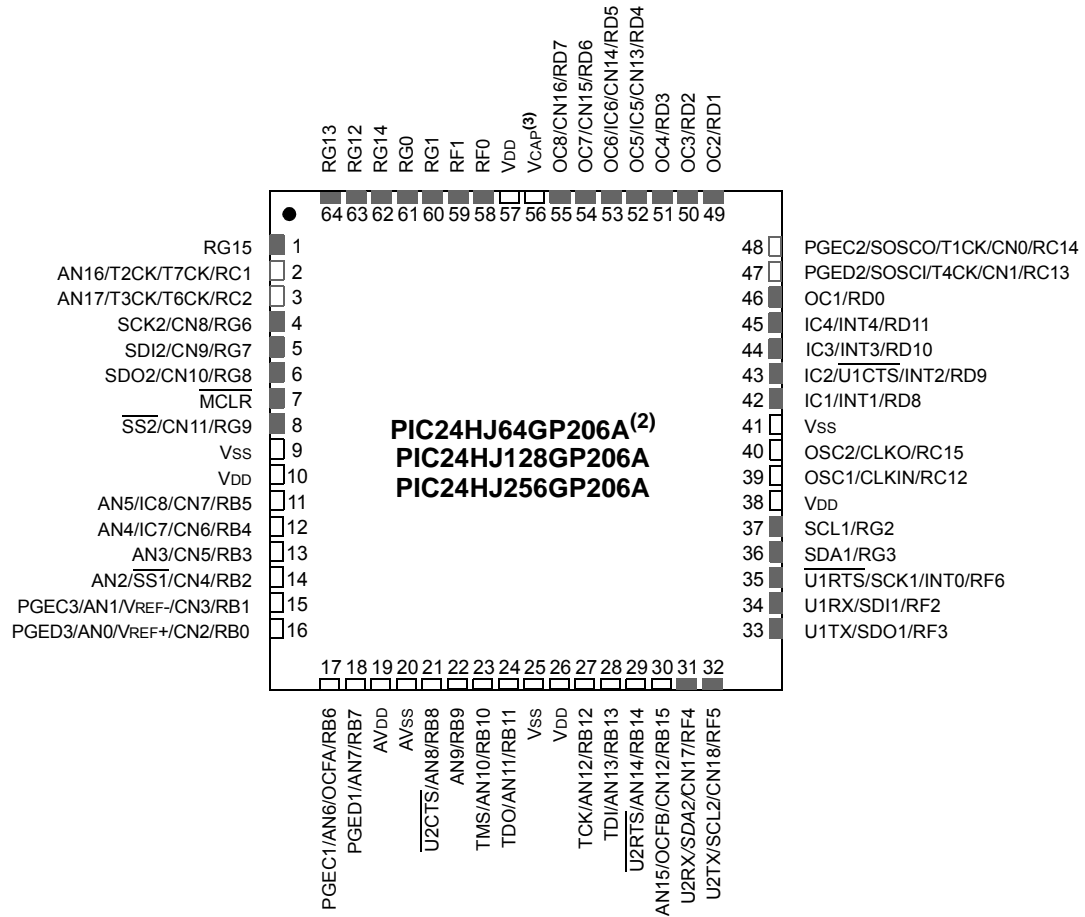 RG13
RG12
RG14
RG0
RG1
RF1
RF0
VDD
VCAP(3)
OC8/CN16/RD7
OC7/CN15/RD6
OC6/IC6/CN14/RD5
OC5/IC5/CN13/RD4
OC4/RD3
OC3/RD2
OC2/RD1
64 63 62 61 60 59 58 57 56 55 54 53 52 51 50 49
RG15 1
AN16/T2CK/T7CK/RC1 2
AN17/T3CK/T6CK/RC2 3
SCK2/CN8/RG6 4
SDI2/CN9/RG7 5
SDO2/CN10/RG8 6
MCLR 7
SS2/CN11/RG9 8
VSS 9
VDD 10
AN5/IC8/CN7/RB5 11
AN4/IC7/CN6/RB4 12
AN3/CN5/RB3 13
AN2/SS1/CN4/RB2 14
PGEC3/AN1/VREF-/CN3/RB1 15
PGED3/AN0/VREF+/CN2/RB0 16
PIC24HJ64GP206A(2)
PIC24HJ128GP206A
PIC24HJ256GP206A
48 PGEC2/SOSCO/T1CK/CN0/RC14
47 PGED2/SOSCI/T4CK/CN1/RC13
46 OC1/RD0
45 IC4/INT4/RD11
44 IC3/INT3/RD10
43 IC2/U1CTS/INT2/RD9
42 IC1/INT1/RD8
41 VSS
40 OSC2/CLKO/RC15
39 OSC1/CLKIN/RC12
38 VDD
37 SCL1/RG2
36 SDA1/RG3
35 U1RTS/SCK1/INT0/RF6
34 U1RX/SDI1/RF2
33 U1TX/SDO1/RF3
17 18 19 20 21 22 23 24 25 26 27 28 29 30 31 32
PGEC1/AN6/OCFA/RB6
PGED1/AN7/RB7
AVDD
AVSS
U2CTS/AN8/RB8
AN9/RB9
TMS/AN10/RB10
TDO/AN11/RB11
VSS
VDD
TCK/AN12/RB12
TDI/AN13/RB13
U2RTS/AN14/RB14
AN15/OCFB/CN12/RB15
U2RX/SDA2/CN17/RF4
U2TX/SCL2/CN18/RF5